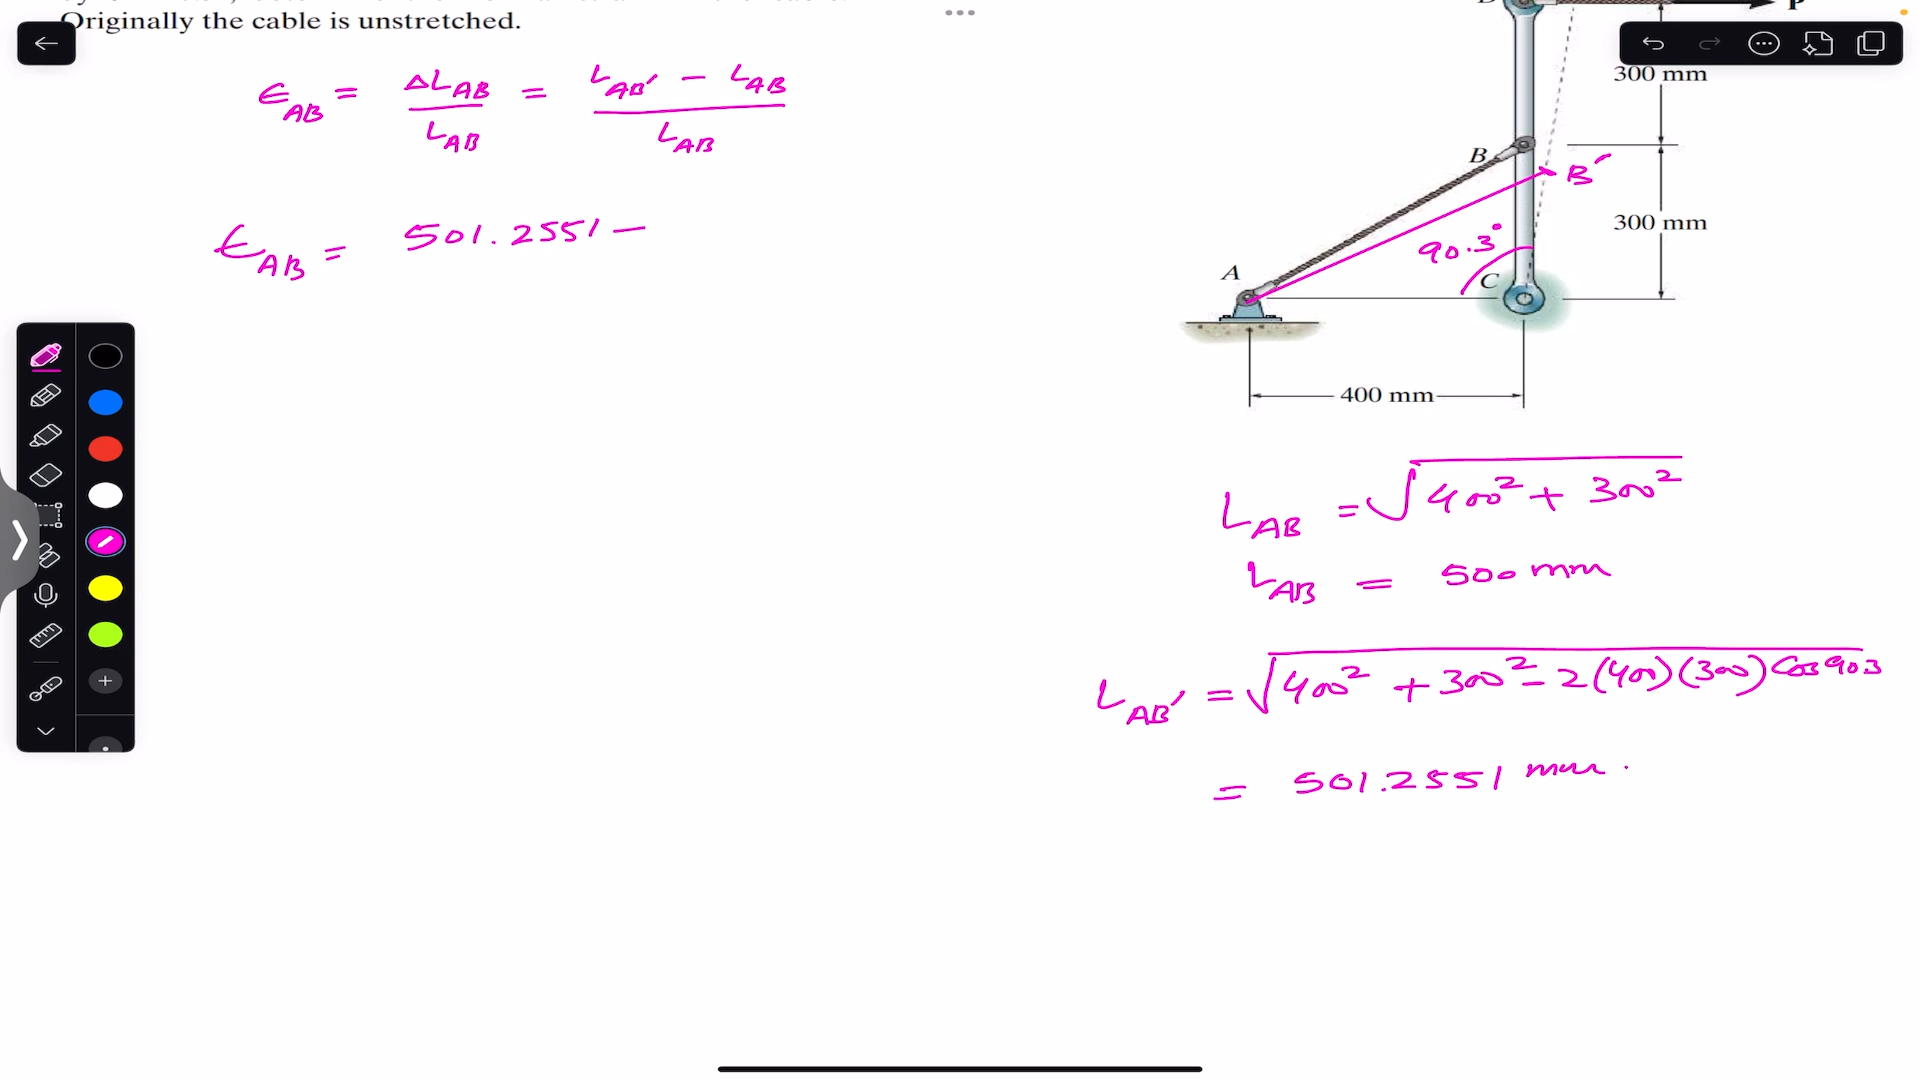 Originally the cable is unstretched.
P
300 mm
ϵ_AB = ΔL_AB / L_AB = (L_AB′ − L_AB) / L_AB
B
B′
300 mm
ϵ_AB = 501.2551 −
90.3°
A
C
400 mm
L_AB = √(400² + 300²)
L_AB = 500 mm
L_AB′ = √(400² + 300² − 2(400)(300) Cos 90.3
= 501.2551 mm.